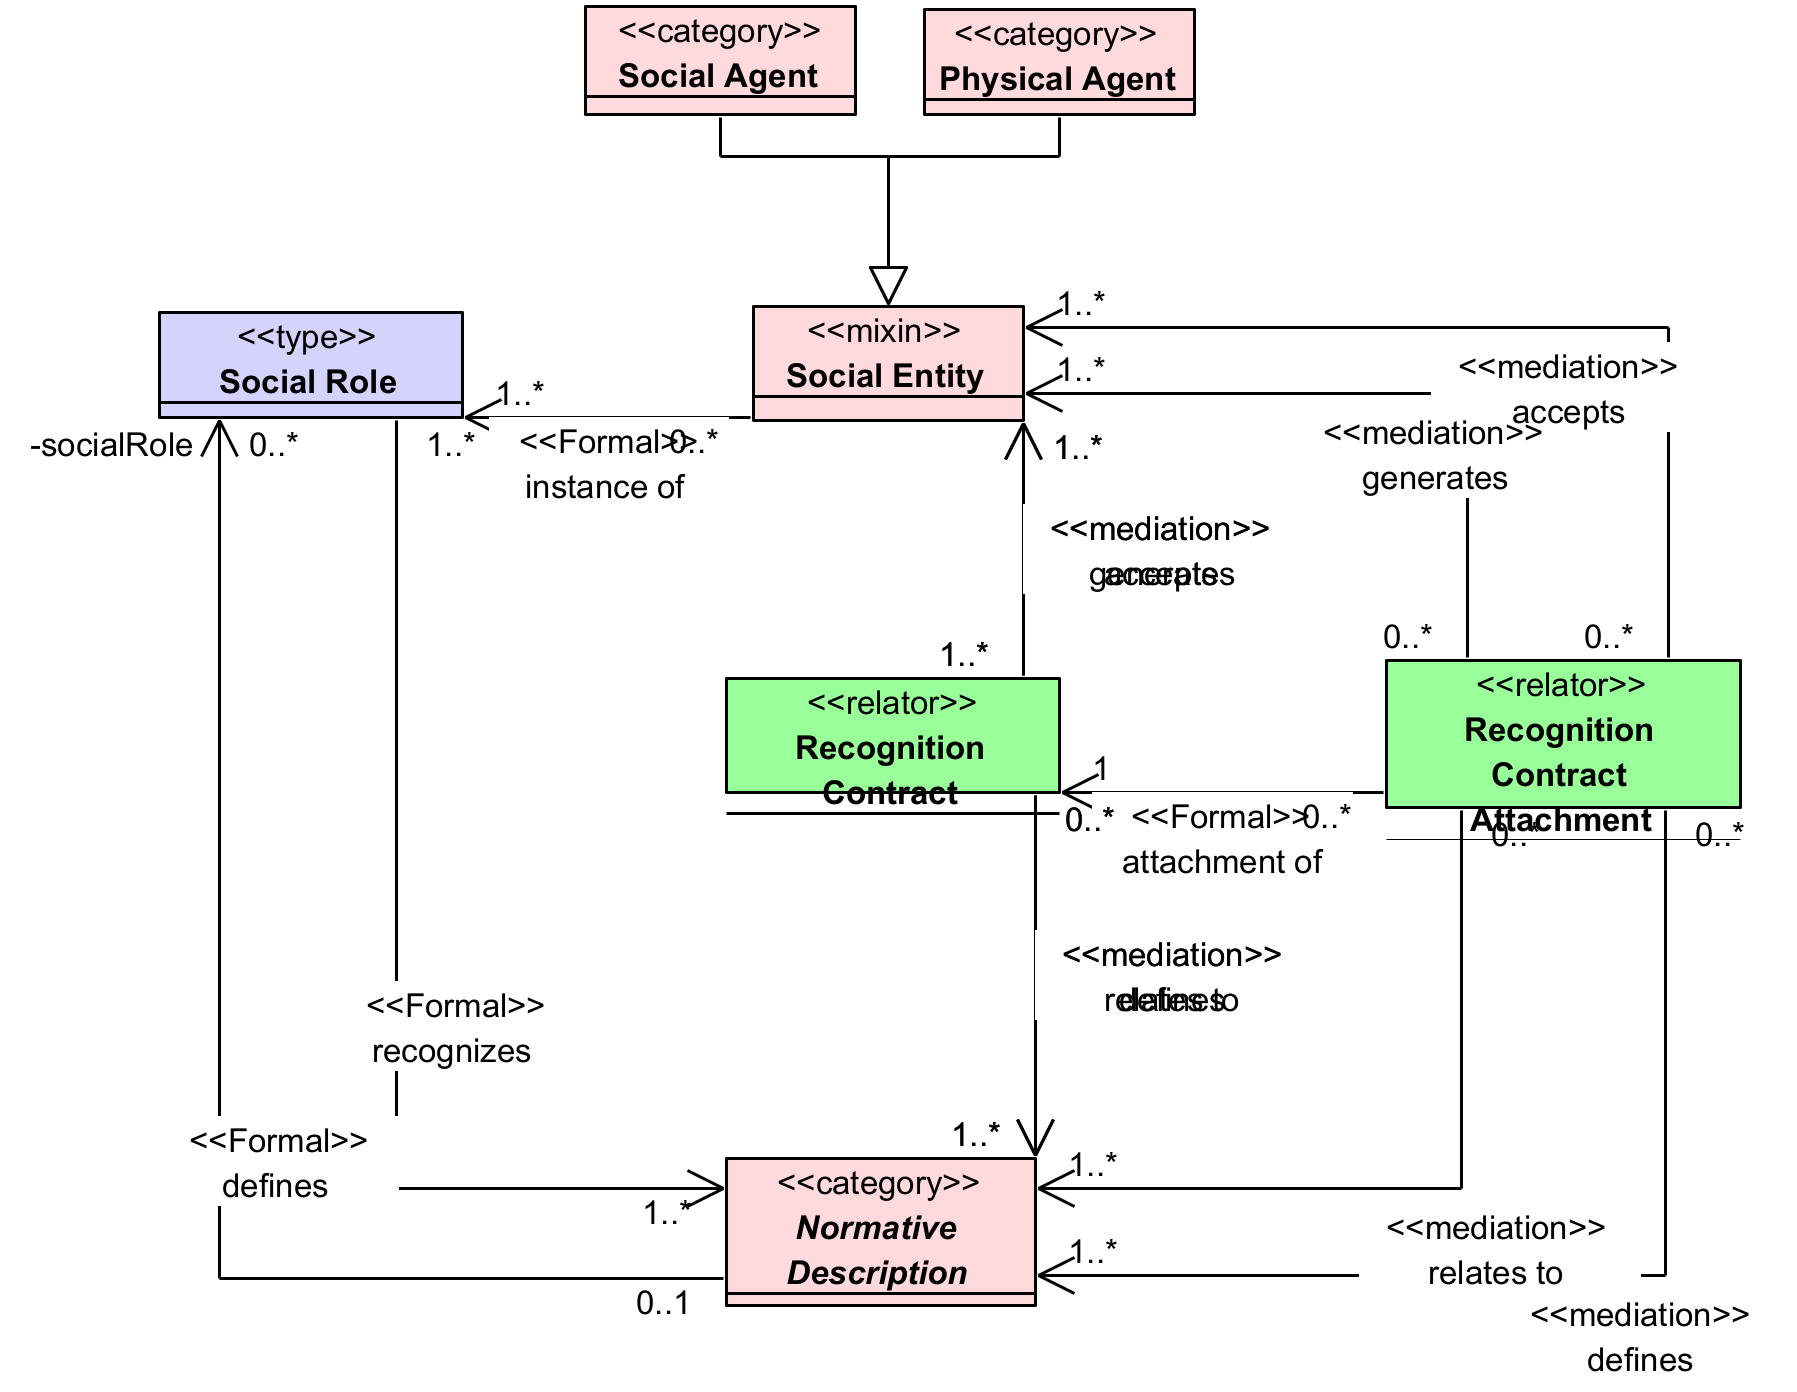 <<category>>
Social Agent
<<category>>
Physical Agent
<<type>>
Social Role
<<mixin>>
Social Entity
1..*
1..*
<<mediation>>
accepts
<<mediation>>
generates
-socialRole
0..*
1..*
1..*
<<Formal>>
0..*
instance of
1..*
<<mediation>>
generates
accepts
1..*
0..*
0..*
<<relator>>
Recognition
Contract
<<relator>>
Recognition
Contract
Attachment
1
0..*
<<Formal>>
0..*
attachment of
0..*
0..*
<<mediation>>
relates to
defines
<<Formal>>
recognizes
<<Formal>>
defines
1..*
1..*
0..1
<<category>>
Normative
Description
1..*
1..*
<<mediation>>
relates to
<<mediation>>
defines